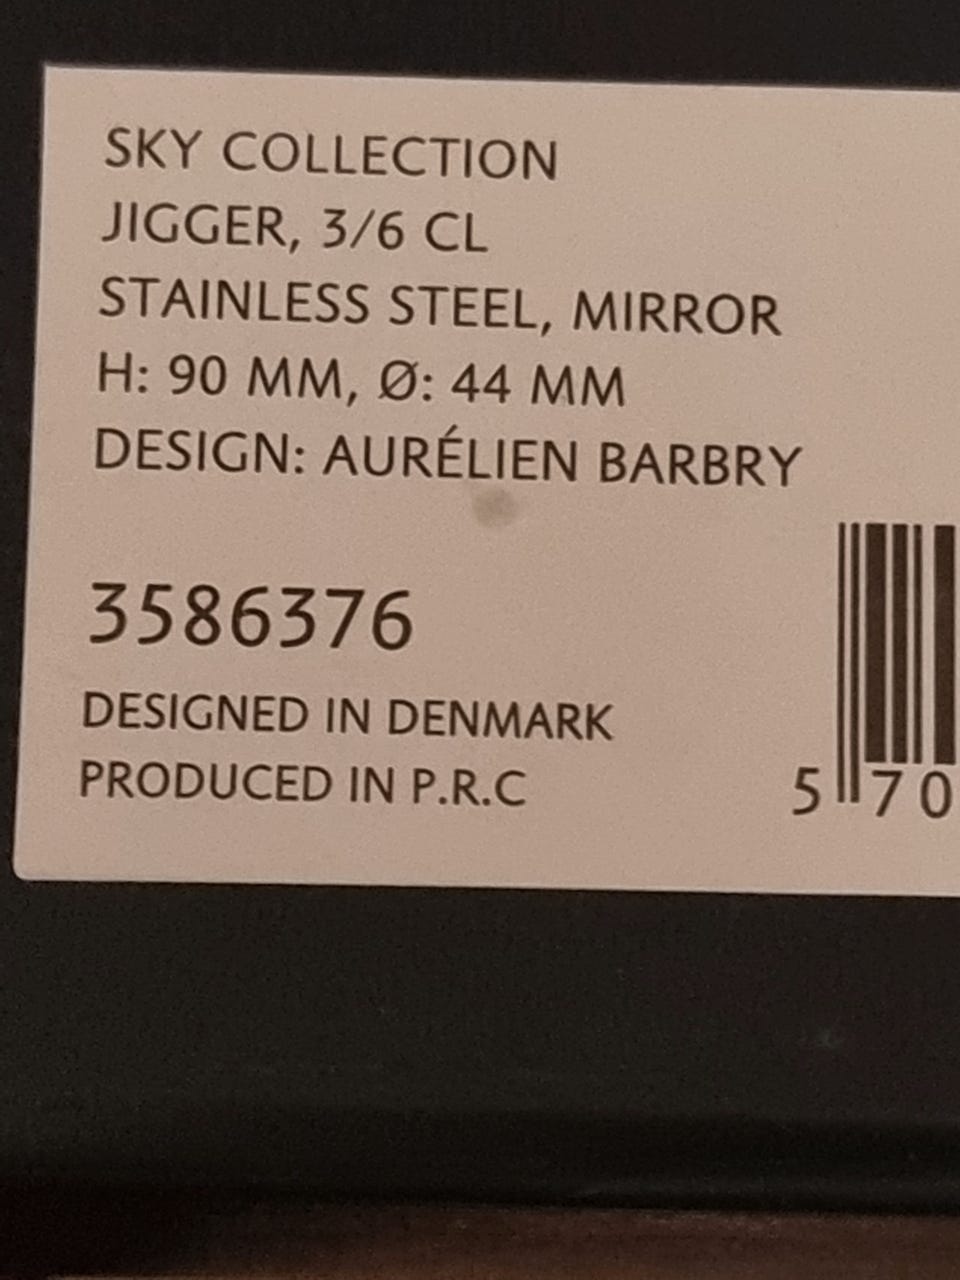 SKY COLLECTION
JIGGER, 3/6 CL
STAINLESS STEEL, MIRROR
H: 90 MM, Ø: 44 MM
DESIGN: AURÉLIEN BARBRY
3586376
DESIGNED IN DENMARK
PRODUCED IN P.R.C
5 70